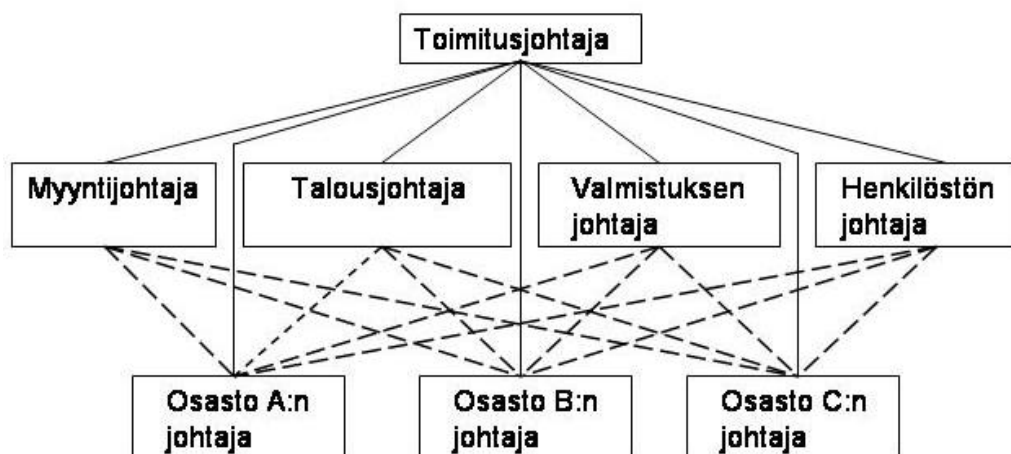 Toimitusjohtaja
Myyntijohtaja
Talousjohtaja
Valmistuksen
johtaja
Henkilöstön
johtaja
Osasto A:n
johtaja
Osasto B:n
johtaja
Osasto C:n
johtaja